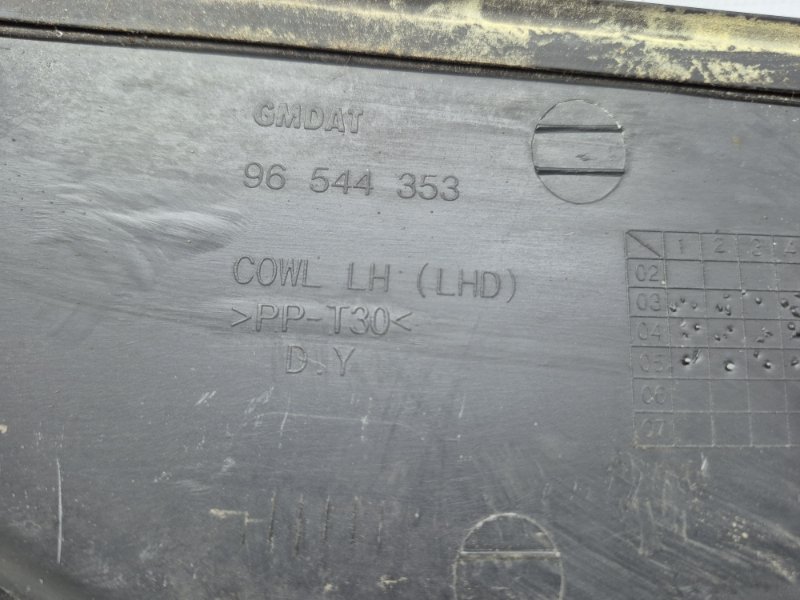 GMDAT
96 544 353
COWL LH (LHD)
>PP-T30<
D.Y
1 2 3 4
02
03
04
05
06
07